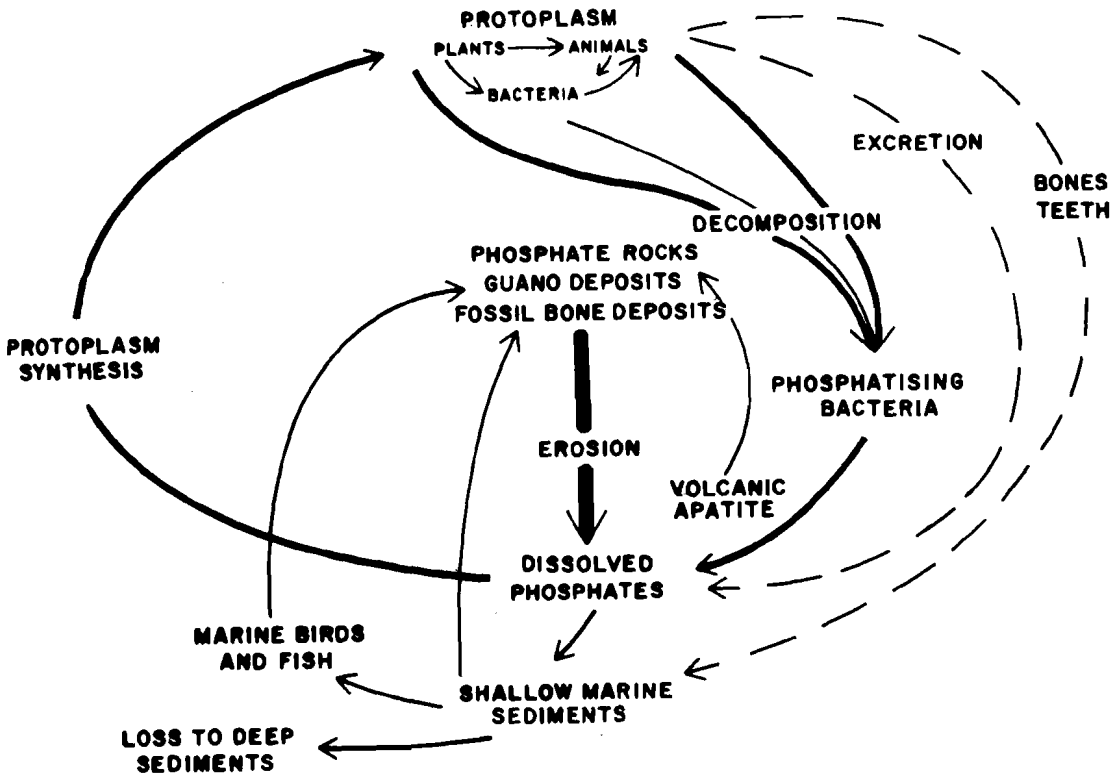 PROTOPLASM
PLANTS ANIMALS
BACTERIA
EXCRETION
BONES
TEETH
DECOMPOSITION
PHOSPHATE ROCKS
GUANO DEPOSITS
FOSSIL BONE DEPOSITS
PROTOPLASM
SYNTHESIS
PHOSPHATISING
BACTERIA
EROSION
VOLCANIC
APATITE
DISSOLVED
PHOSPHATES
MARINE BIRDS
AND FISH
SHALLOW MARINE
SEDIMENTS
LOSS TO DEEP
SEDIMENTS